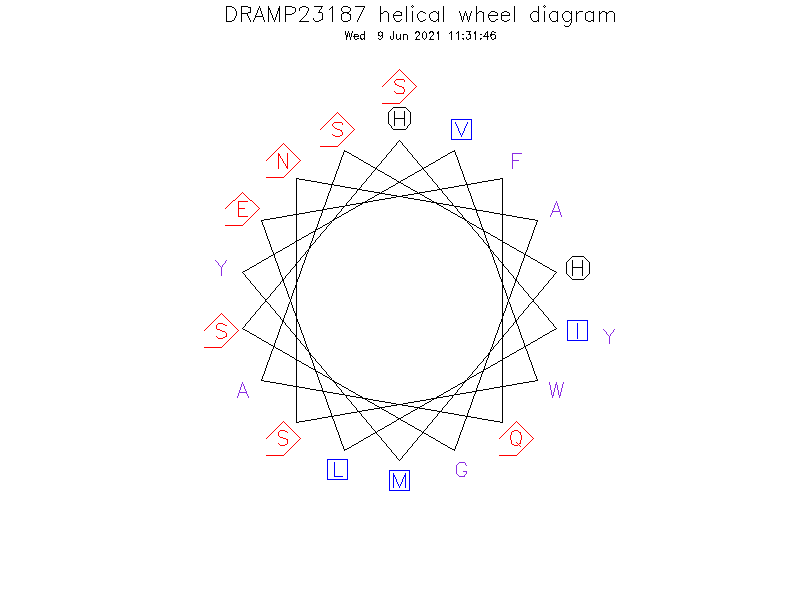 DRAMP23187 helical wheel diagram
Wed 9 Jun 2021 11:31:46
S
H
S V
N F
E A
Y H
S I Y
A W
S Q
L G
M